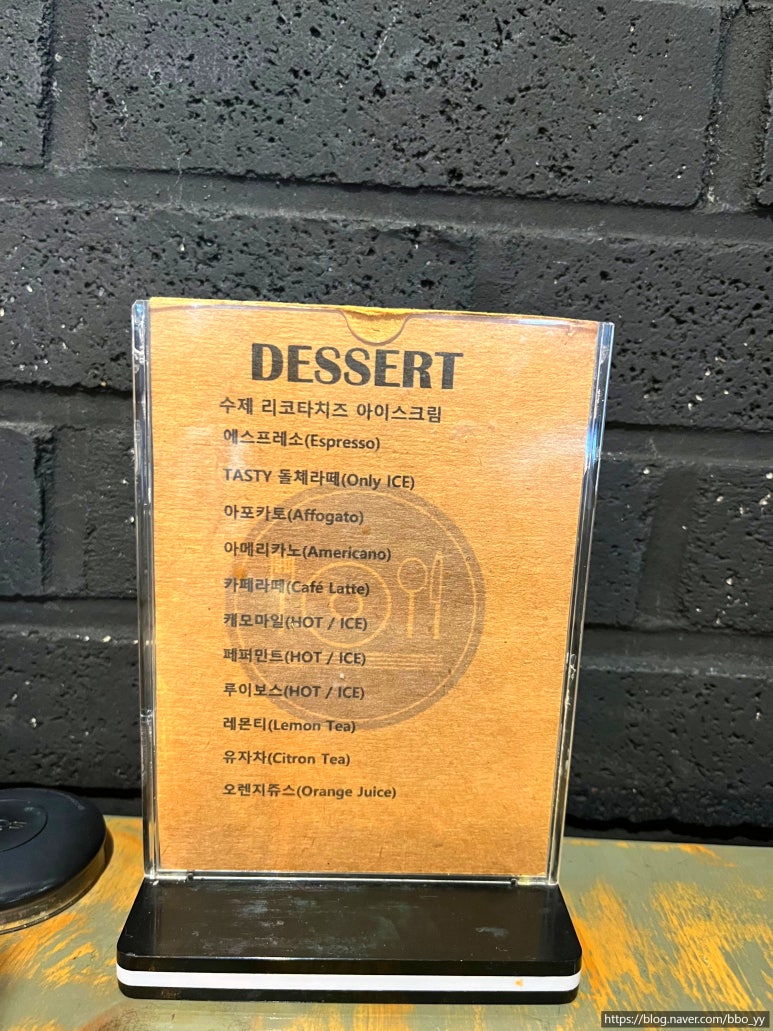 DESSERT
수제 리코타치즈 아이스크림
에스프레소(Espresso)
TASTY 돌체라떼(Only ICE)
아포카토(Affogato)
아메리카노(Americano)
카페라떼(Café Latte)
캐모마일(HOT / ICE)
페퍼민트(HOT / ICE)
루이보스(HOT / ICE)
레몬티(Lemon Tea)
유자차(Citron Tea)
오렌지쥬스(Orange Juice)
https://blog.naver.com/bbo_yy